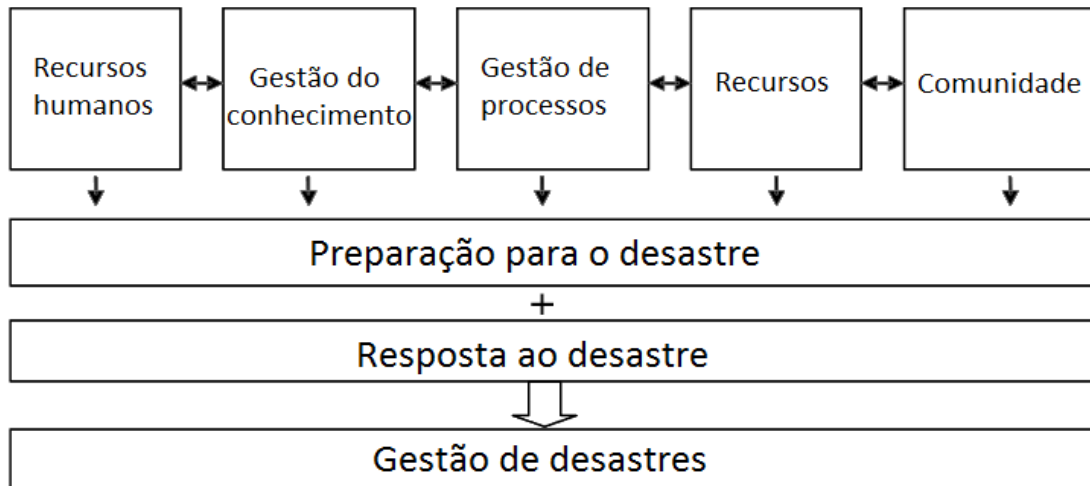 Recursos
humanos
Gestão do
conhecimento
Gestão de
processos
Recursos
Comunidade
Preparação para o desastre
+
Resposta ao desastre
Gestão de desastres